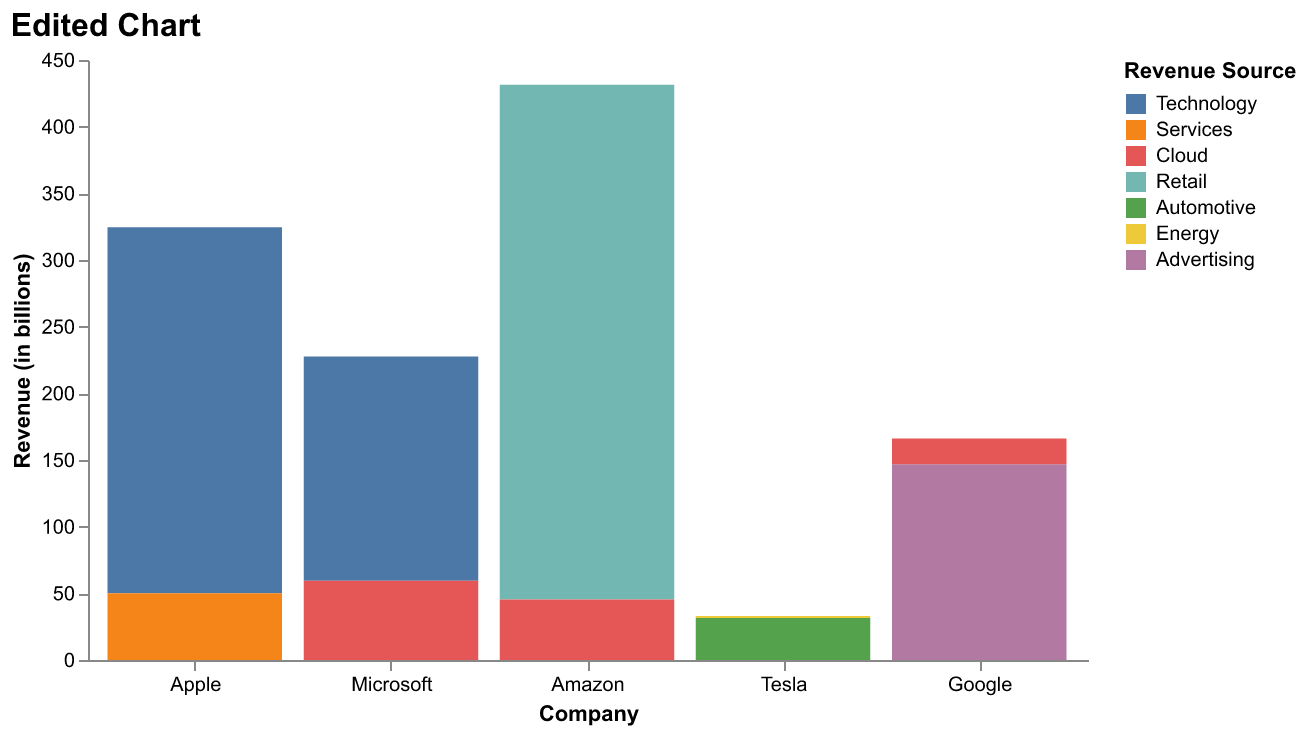 Edited Chart
450
400
350
300
250
200
150
100
50
0
Revenue (in billions)
Apple
Microsoft
Amazon
Tesla
Google
Company
Revenue Source
Technology
Services
Cloud
Retail
Automotive
Energy
Advertising